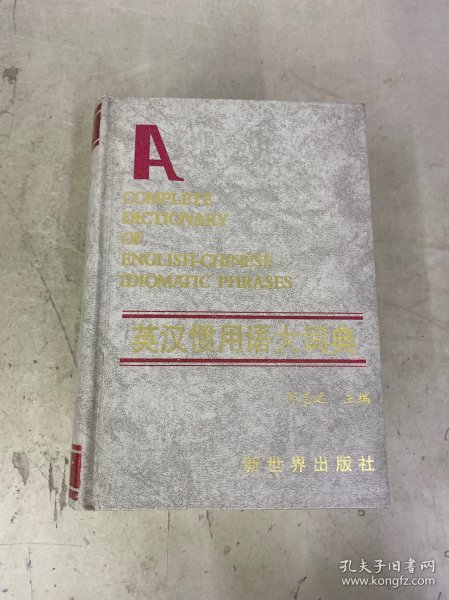 A
COMPLETE
DICTIONARY
OF
ENGLISH-CHINESE
IDIOMATIC PHRASES
英汉惯用语大词典
主编
新世界出版社
孔夫子旧书网
www.kongfz.com